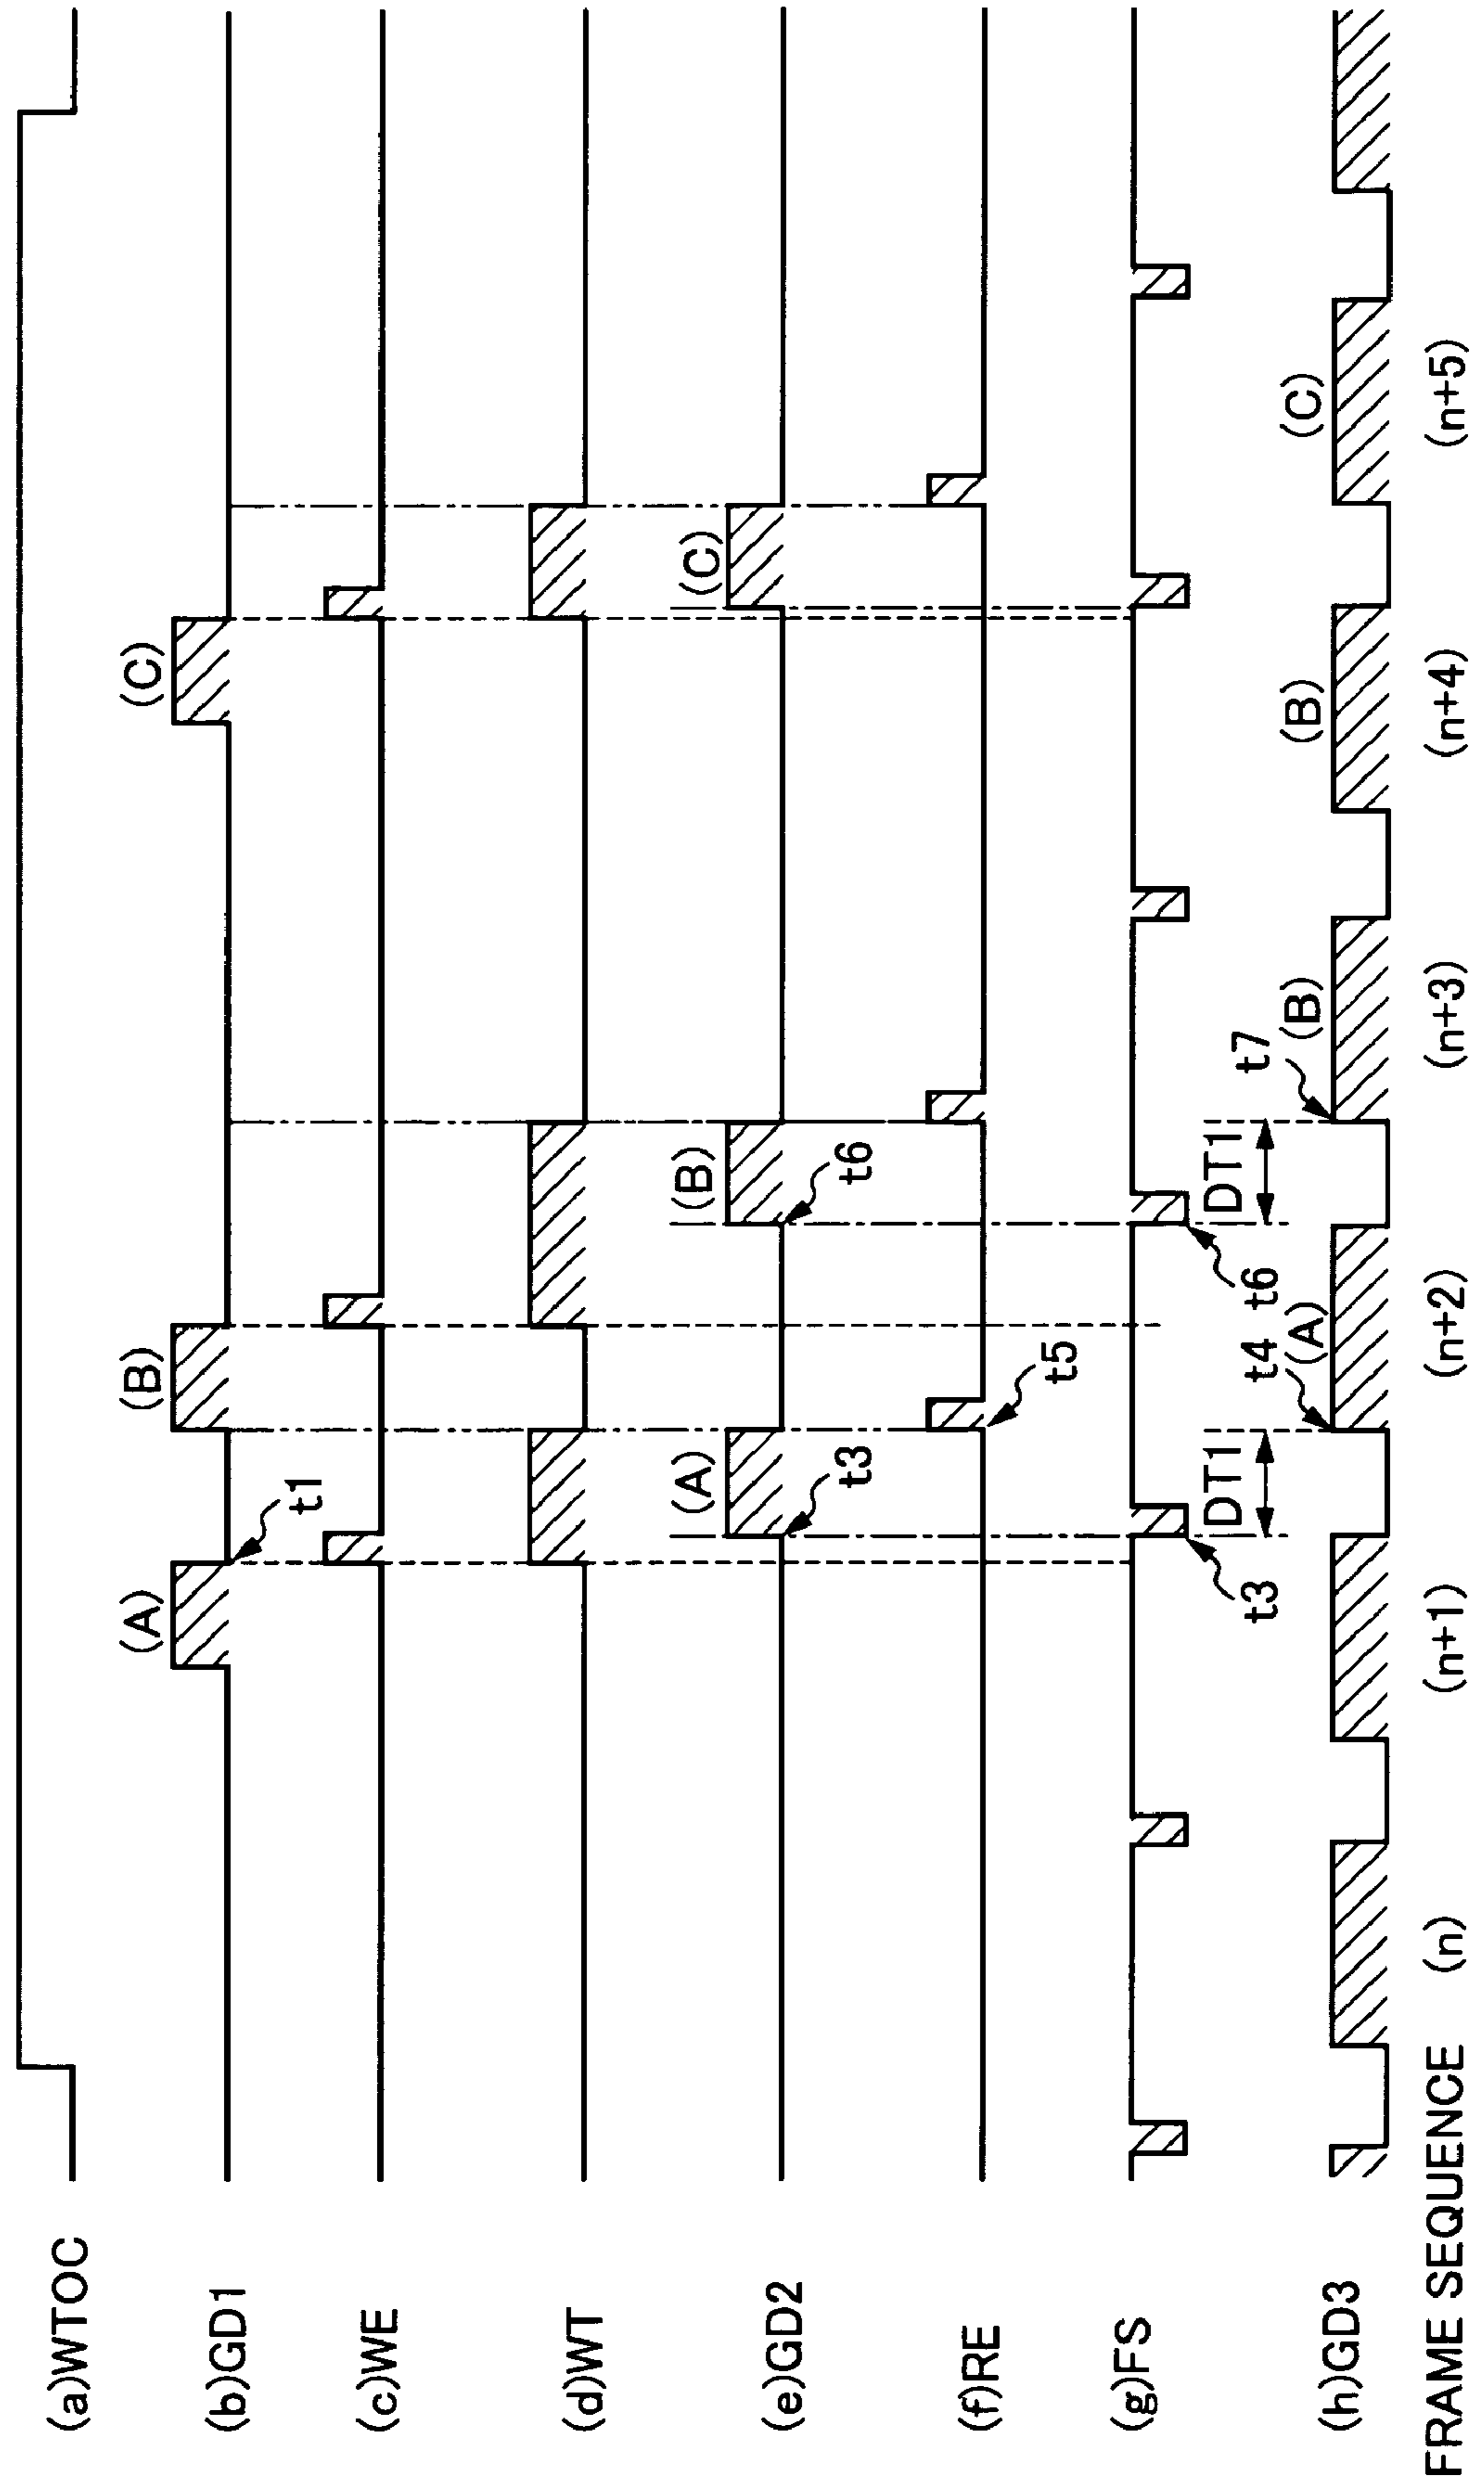 (a)WTOC
(b)GD1
(A)
t1
(B)
(C)
(c)WE
(d)WT
(e)GD2
(A)
t3
(B)
t6
(C)
(f)RE
t5
(g)FS
t3
t6
DT1
DT1
t4
t7
(h)GD3
(A)
(B)
(B)
(C)
FRAME SEQUENCE (n) (n+1) (n+2) (n+3) (n+4) (n+5)